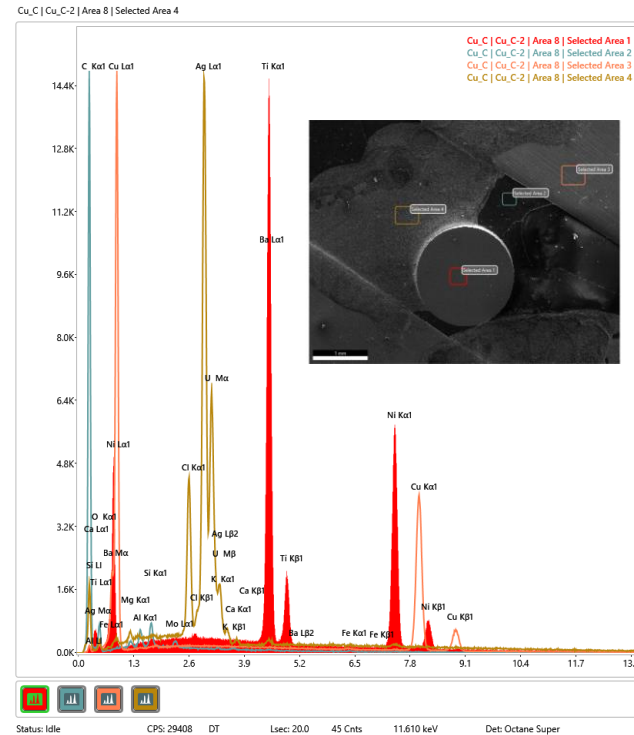 Cu_C | Cu_C-2 | Area 8 | Selected Area 4
Cu_C | Cu_C-2 | Area 8 | Selected Area 1
Cu_C | Cu_C-2 | Area 8 | Selected Area 2
Cu_C | Cu_C-2 | Area 8 | Selected Area 3
Cu_C | Cu_C-2 | Area 8 | Selected Area 4
C Kα1 Cu Lα1 Ag Lα1 Ti Kα1
14.4K
12.8K
Selected Area 3
Selected Area 2
Selected Area 4
11.2K
Ba Lα1
Selected Area 1
9.6K
8.0K
1 mm
U Mα
6.4K
Ni Kα1
Ni Lα1
4.8K
Cl Kα1
Cu Kα1
O Kα1
3.2K
Ca Lα1
Ag Lβ2
Ba Mα
U Mβ
Ti Kβ1
Si Ll
Si Kα1
K Kα1
Ti Lα1
Ca Kβ1
1.6K
Mg Kα1
Cl Kβ1
Ag Mα
Ca Kα1
Ni Kβ1
Al Kα1
Cu Kβ1
Fe Lα1
Mo Lα1
K Kβ1
Ba Lβ2
Fe Kα1
Fe Kβ1
Al Ll
0.0K
0.0 1.3 2.6 3.9 5.2 6.5 7.8 9.1 10.4 11.7 13.
Status: Idle CPS: 29408 DT Lsec: 20.0 45 Cnts 11.610 keV Det: Octane Super